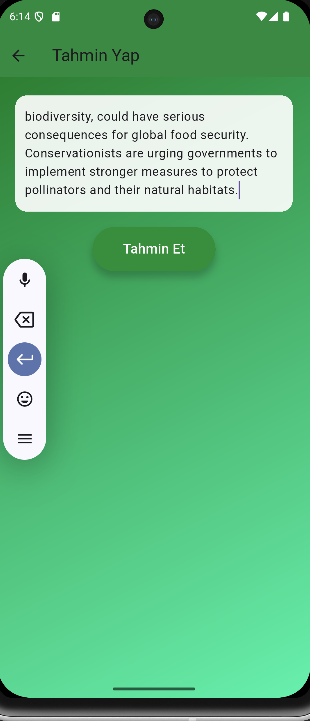 6:14
Tahmin Yap
biodiversity, could have serious
consequences for global food security.
Conservationists are urging governments to
implement stronger measures to protect
pollinators and their natural habitats.
Tahmin Et